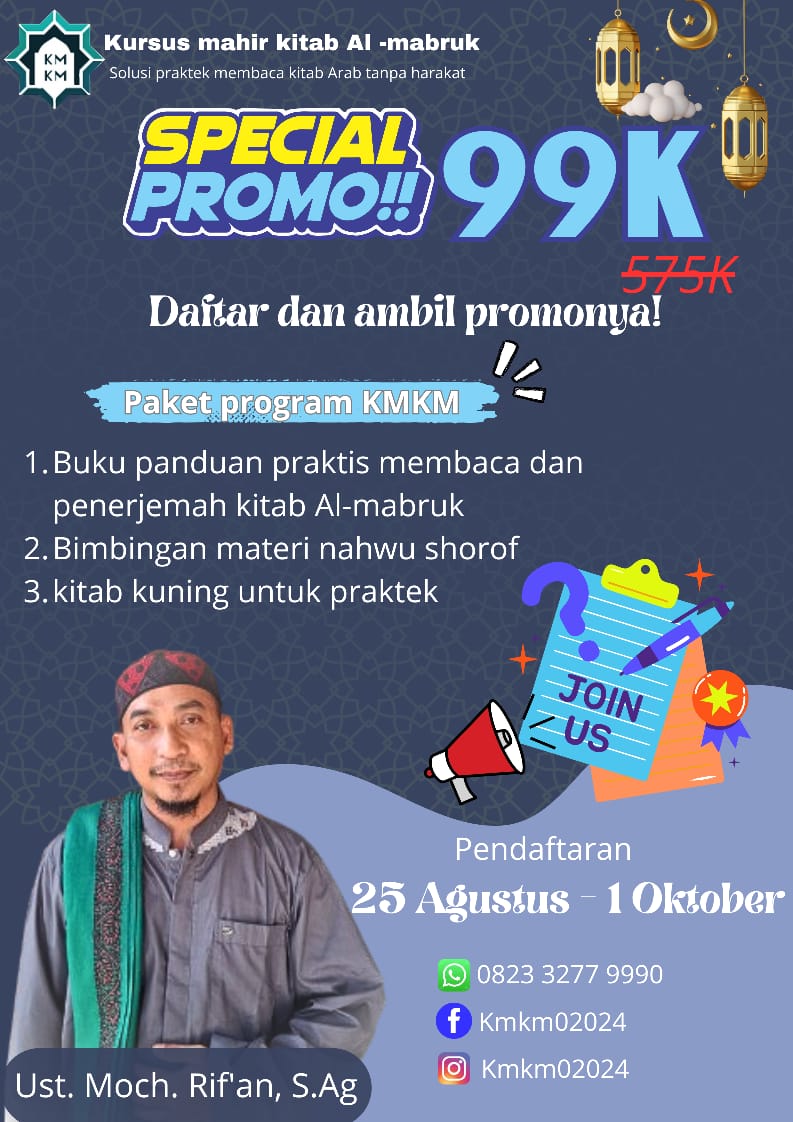 KM
KM
Kursus mahir kitab Al -mabruk
Solusi praktek membaca kitab Arab tanpa harakat
SPECIAL
PROMO!!
99K
575K
Daftar dan ambil promonya!
Paket program KMKM
1. Buku panduan praktis membaca dan
penerjemah kitab Al-mabruk
2. Bimbingan materi nahwu shorof
3. kitab kuning untuk praktek
JOIN
US
Pendaftaran
25 Agustus - 1 Oktober
0823 3277 9990
Kmkm02024
Kmkm02024
Ust. Moch. Rif'an, S.Ag